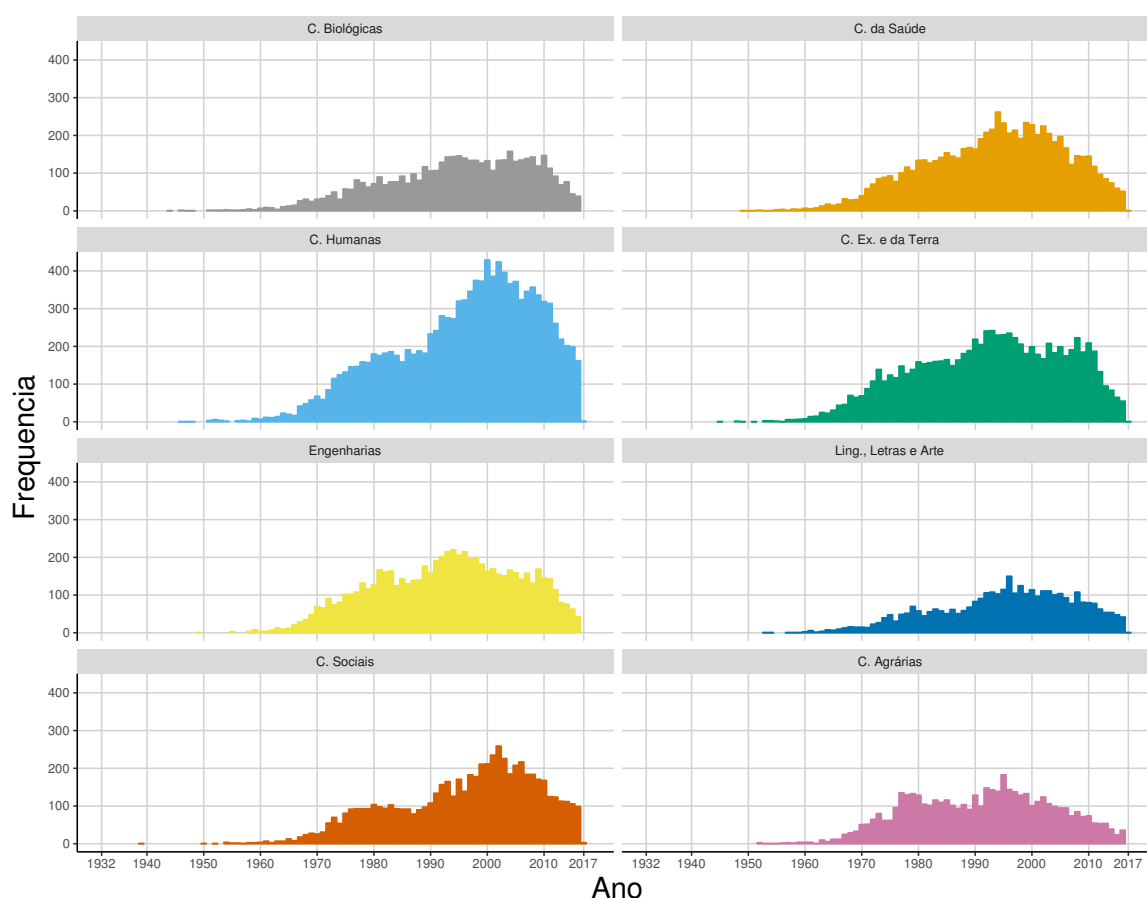 C. Biológicas
C. da Saúde
400
300
200
100
0
C. Humanas
C. Ex. e da Terra
400
300
200
100
0
Engenharias
Ling., Letras e Arte
400
300
200
100
0
C. Sociais
C. Agrárias
400
300
200
100
0
1932 1940 1950 1960 1970 1980 1990 2000 2010 2017
1932 1940 1950 1960 1970 1980 1990 2000 2010 2017
Frequencia
Ano